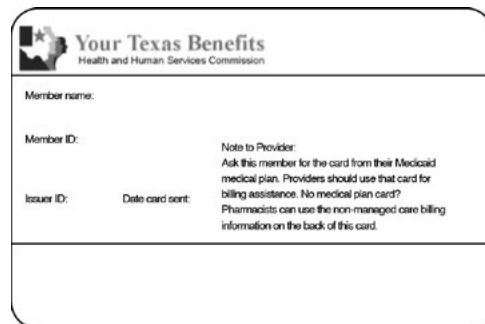 Your Texas Benefits
Health and Human Services Commission
Member name:
Member ID:
Note to Provider:
Ask this member for the card from their Medicaid
medical plan. Providers should use that card for
billing assistance. No medical plan card?
Pharmacists can use the non-managed care billing
information on the back of this card.
Issuer ID:
Date card sent: